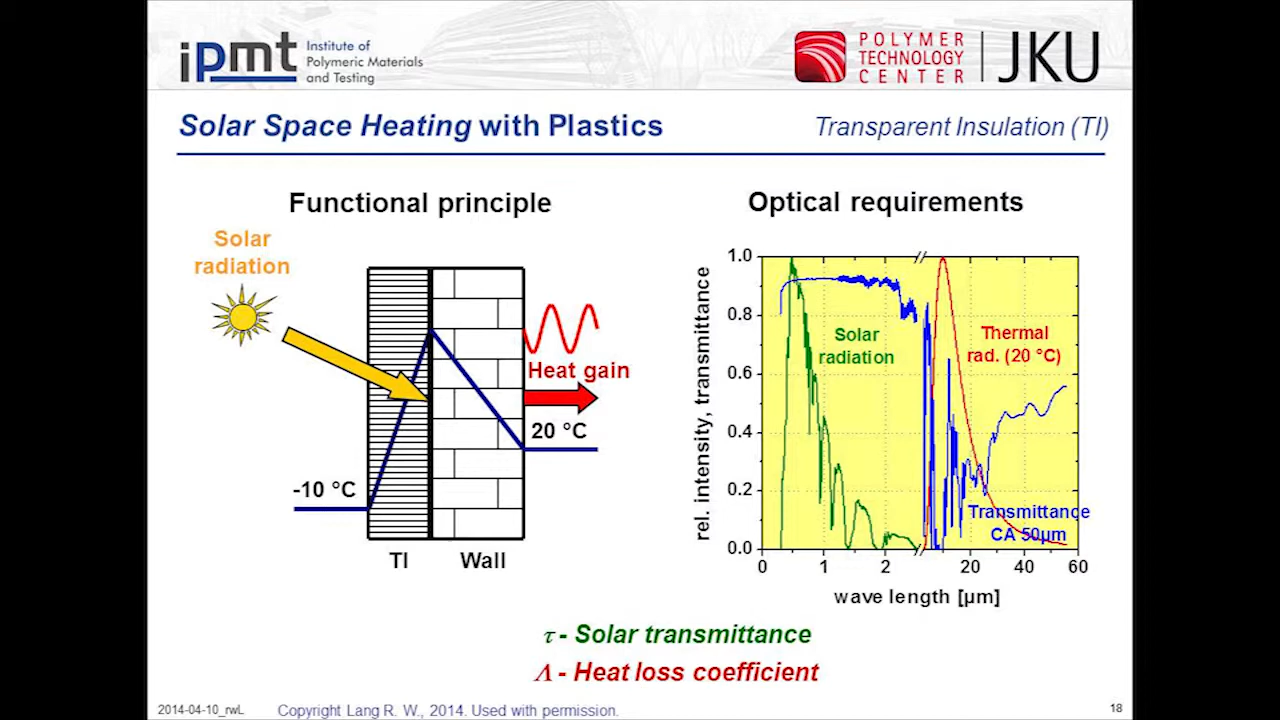 ipmt
Institute of
Polymeric Materials
and Testing
POLYMER
TECHNOLOGY
CENTER
JKU
Solar Space Heating with Plastics
Transparent Insulation (TI)
Functional principle
Solar
radiation
Heat gain
20 °C
-10 °C
TI
Wall
Optical requirements
rel. intensity, transmittance
1.0
0.8
0.6
0.4
0.2
0.0
Solar
radiation
Thermal
rad. (20 °C)
Transmittance
CA 50µm
0 1 2 20 40 60
wave length [µm]
τ - Solar transmittance
Λ - Heat loss coefficient
2014-04-10_rwL
Copyright Lang R. W., 2014. Used with permission.
18